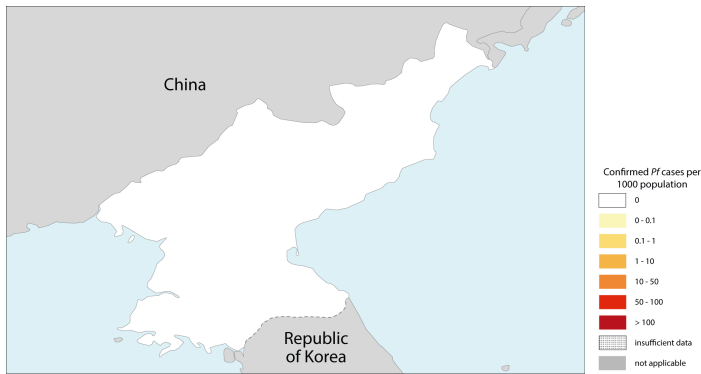 China
Republic
of Korea
Confirmed Pf cases per
1000 population
0
0 - 0.1
0.1 - 1
1 - 10
10 - 50
50 - 100
> 100
insufficient data
not applicable